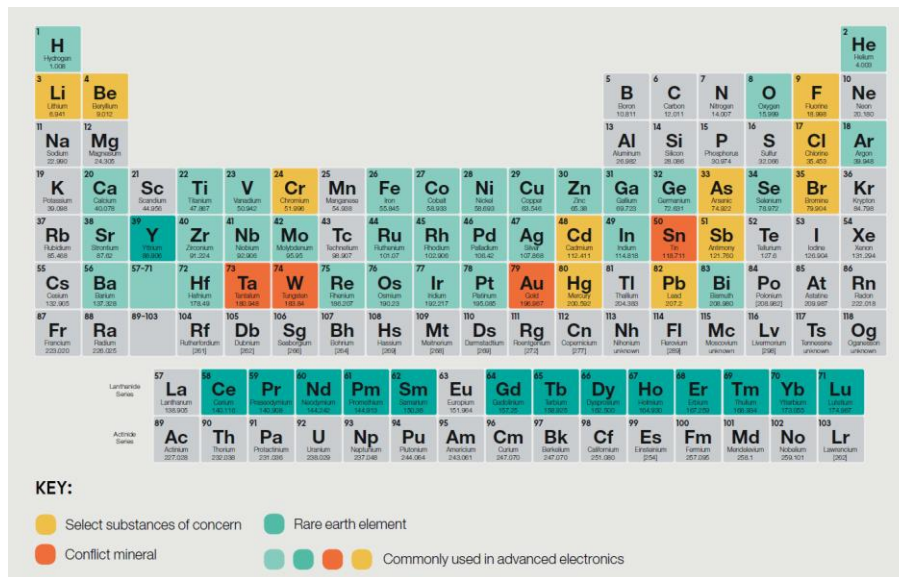 1 2
H He
Hydrogen Helium
1.008 4.003
3 4 5 6 7 8 9 10
Li Be B C N O F Ne
Lithium Beryllium Boron Carbon Nitrogen Oxygen Fluorine Neon
6.941 9.012 10.811 12.011 14.007 15.999 18.998 20.180
11 12 13 14 15 16 17 18
Na Mg Al Si P S Cl Ar
Sodium Magnesium Aluminum Silicon Phosphorus Sulfur Chlorine Argon
22.990 24.305 26.982 28.086 30.974 32.066 35.453 39.948
19 20 21 22 23 24 25 26 27 28 29 30 31 32 33 34 35 36
K Ca Sc Ti V Cr Mn Fe Co Ni Cu Zn Ga Ge As Se Br Kr
Potassium Calcium Scandium Titanium Vanadium Chromium Manganese Iron Cobalt Nickel Copper Zinc Gallium Germanium Arsenic Selenium Bromine Krypton
39.098 40.078 44.956 47.867 50.942 51.996 54.938 55.845 58.933 58.693 63.546 65.38 69.723 72.631 74.922 78.972 79.904 84.798
37 38 39 40 41 42 43 44 45 46 47 48 49 50 51 52 53 54
Rb Sr Y Zr Nb Mo Tc Ru Rh Pd Ag Cd In Sn Sb Te I Xe
Rubidium Strontium Zirconium Niobium Molybdenum Technetium Ruthenium Rhodium Palladium Silver Cadmium Indium Tin Antimony Tellurium Iodine Xenon
85.468 87.62 88.906 91.224 92.906 95.95 98.907 101.07 102.906 106.42 107.868 112.411 114.818 118.711 121.760 127.6 126.904 131.294
55 56 57-71 72 73 74 75 76 77 78 79 80 81 82 83 84 85 86
Cs Ba Hf Ta W Re Os Ir Pt Au Hg Tl Pb Bi Po At Rn
Cesium Barium Hafnium Tantalum Tungsten Rhenium Osmium Iridium Platinum Gold Mercury Thallium Lead Bismuth Polonium Astatine Radon
132.905 137.328 178.49 180.948 183.84 186.207 190.23 192.217 195.085 196.967 200.592 204.383 207.2 208.980 [208.982] 209.987 222.018
87 88 89-103 104 105 106 107 108 109 110 111 112 113 114 115 116 117 118
Fr Ra Rf Db Sg Bh Hs Mt Ds Rg Cn Nh Fl Mc Lv Ts Og
Francium Radium Rutherfordium Dubnium Seaborgium Bohrium Hassium Meitnerium Darmstadtium Roentgenium Copernicium Nihonium Flerovium Moscovium Livermorium Tennessine Oganesson
223.020 226.025 [261] [262] [266] [264] [269] [268] [269] [272] [277] unknown [289] unknown [298] unknown unknown
Lanthanide
Series
57 58 59 60 61 62 63 64 65 66 67 68 69 70 71
La Ce Pr Nd Pm Sm Eu Gd Tb Dy Ho Er Tm Yb Lu
Lanthanum Cerium Praseodymium Neodymium Promethium Samarium Europium Gadolinium Terbium Dysprosium Holmium Erbium Thulium Ytterbium Lutetium
138.905 140.116 140.908 144.242 144.913 150.36 151.964 157.25 158.925 162.500 164.930 167.259 168.934 173.055 174.967
Actinide
Series
89 90 91 92 93 94 95 96 97 98 99 100 101 102 103
Ac Th Pa U Np Pu Am Cm Bk Cf Es Fm Md No Lr
Actinium Thorium Protactinium Uranium Neptunium Plutonium Americium Curium Berkelium Californium Einsteinium Fermium Mendelevium Nobelium Lawrencium
227.028 232.038 231.036 238.029 237.048 244.064 243.061 247.070 247.070 251.080 [254] 257.095 258.1 259.101 [262]
KEY:
Select substances of concern Rare earth element
Conflict mineral Commonly used in advanced electronics